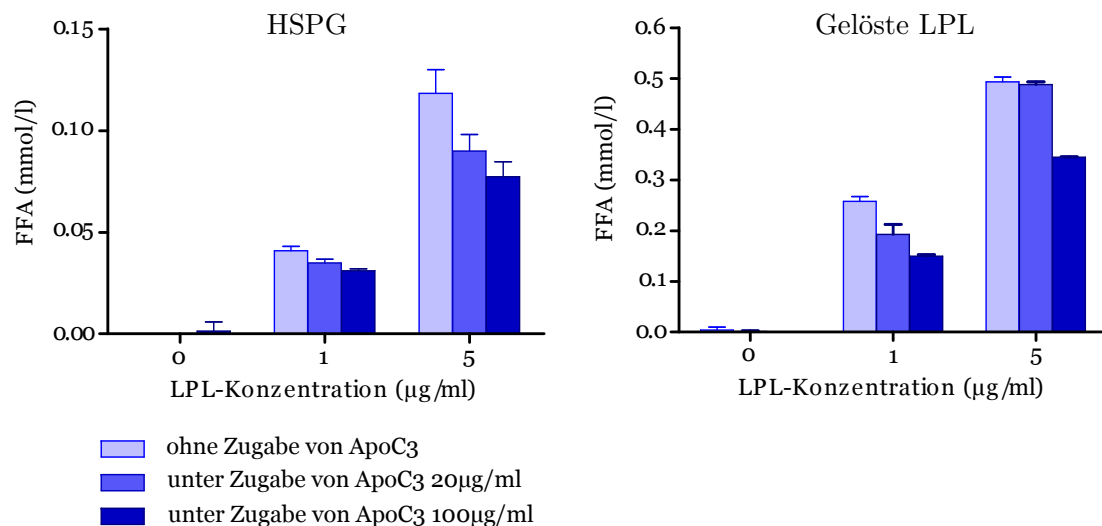 HSPG
0.15
0.10
0.05
0.00
FFA (mmol/l)
0 1 5
LPL-Konzentration (µg/ml)
Gelöste LPL
0.6
0.5
0.4
0.3
0.2
0.1
0.0
FFA (mmol/l)
0 1 5
LPL-Konzentration (µg/ml)
ohne Zugabe von ApoC3
unter Zugabe von ApoC3 20µg/ml
unter Zugabe von ApoC3 100µg/ml